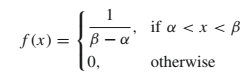 f(x) = { 1 / (β − α), if α < x < β
0, otherwise